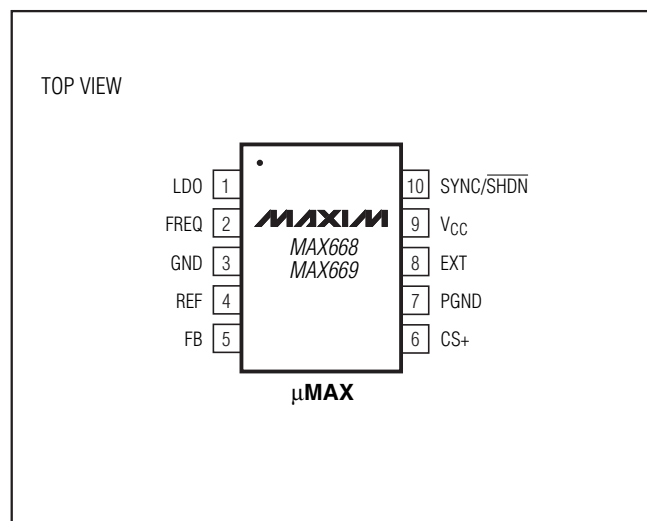 TOP VIEW
LDO 1
FREQ 2
GND 3
REF 4
FB 5
MAXIM
MAX668
MAX669
10 SYNC/SHDN
9 VCC
8 EXT
7 PGND
6 CS+
µMAX